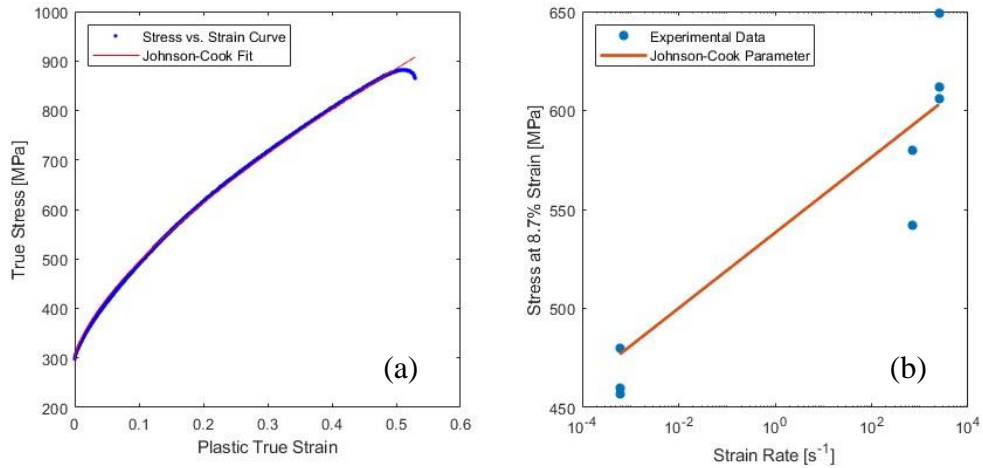 Stress vs. Strain Curve
Johnson-Cook Fit
1000
900
800
700
600
500
400
300
200
0
0.1
0.2
0.3
0.4
0.5
0.6
True Stress [MPa]
Plastic True Strain
(a)
Experimental Data
Johnson-Cook Parameter
650
600
550
500
450
10⁻⁴
10⁻²
10⁰
10²
10⁴
Stress at 8.7% Strain [MPa]
Strain Rate [s⁻¹]
(b)